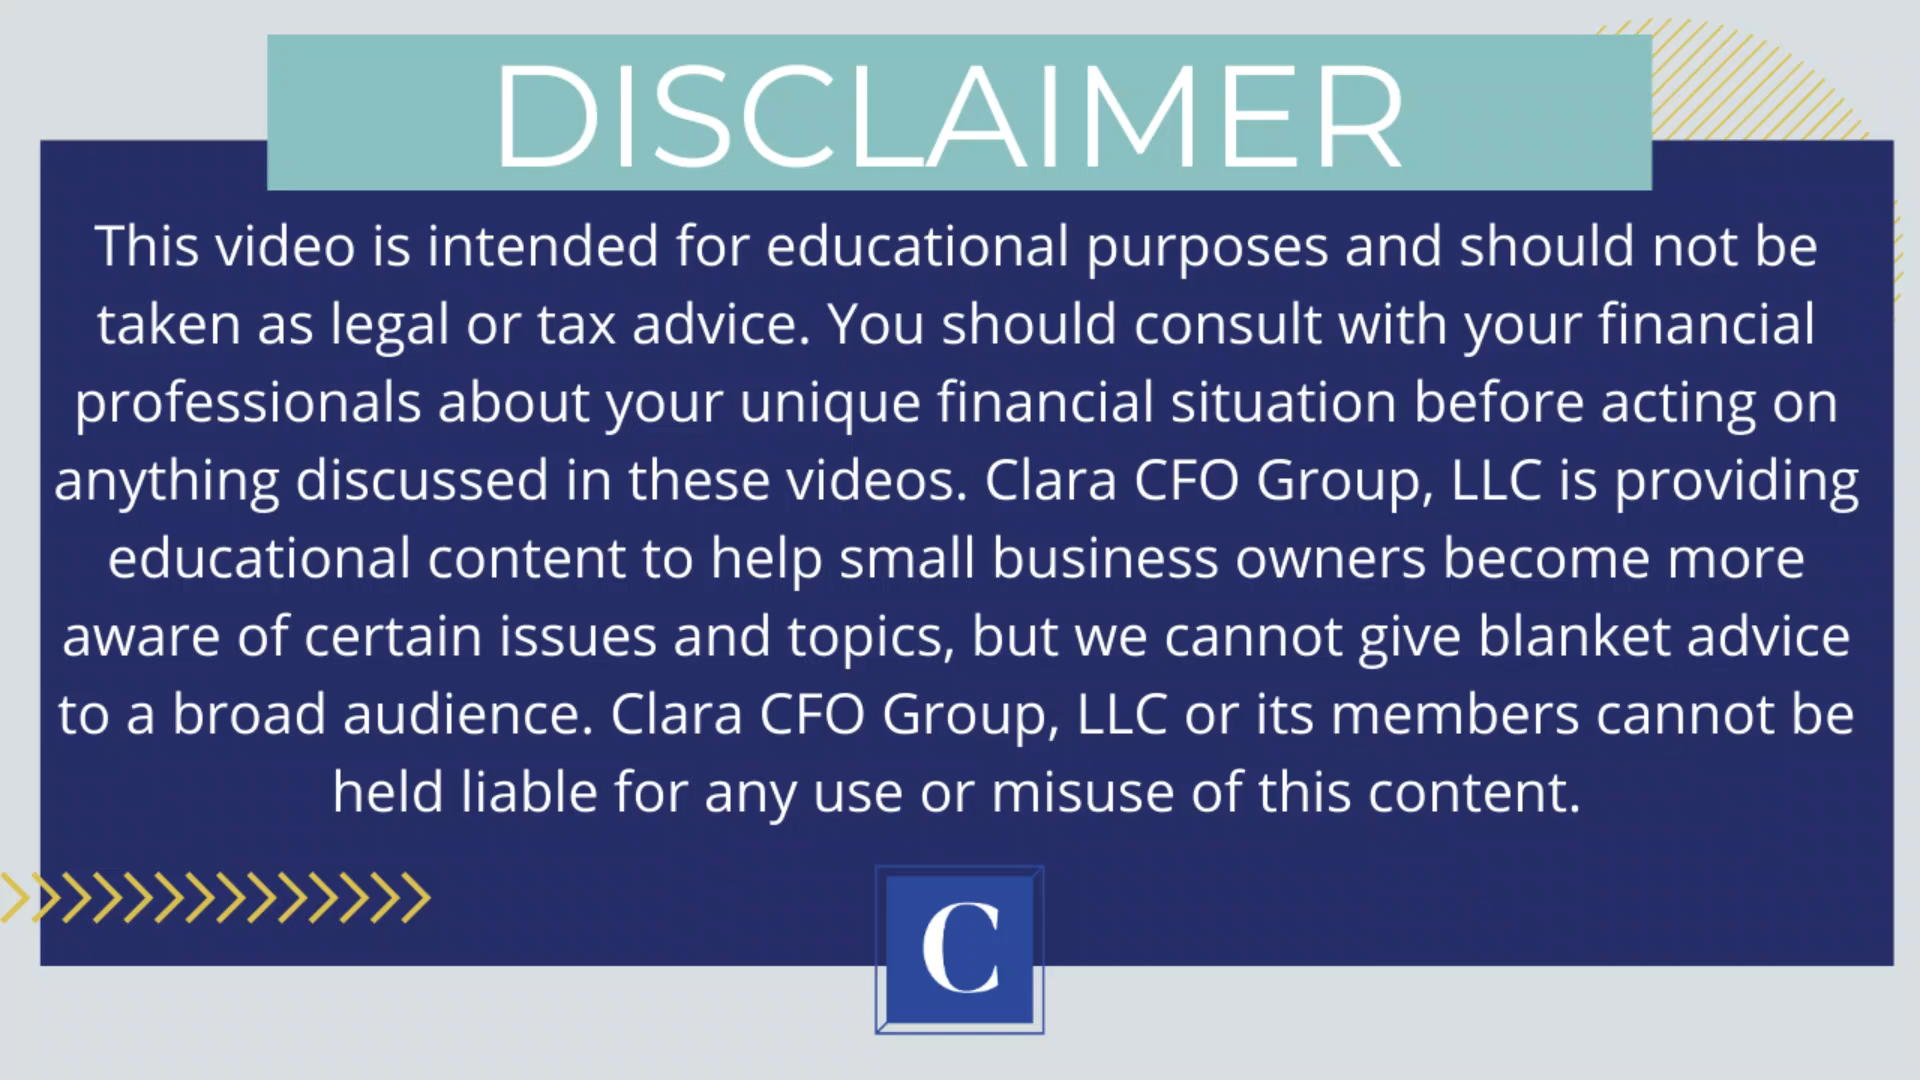 DISCLAIMER
This video is intended for educational purposes and should not be
taken as legal or tax advice. You should consult with your financial
professionals about your unique financial situation before acting on
anything discussed in these videos. Clara CFO Group, LLC is providing
educational content to help small business owners become more
aware of certain issues and topics, but we cannot give blanket advice
to a broad audience. Clara CFO Group, LLC or its members cannot be
held liable for any use or misuse of this content.
C